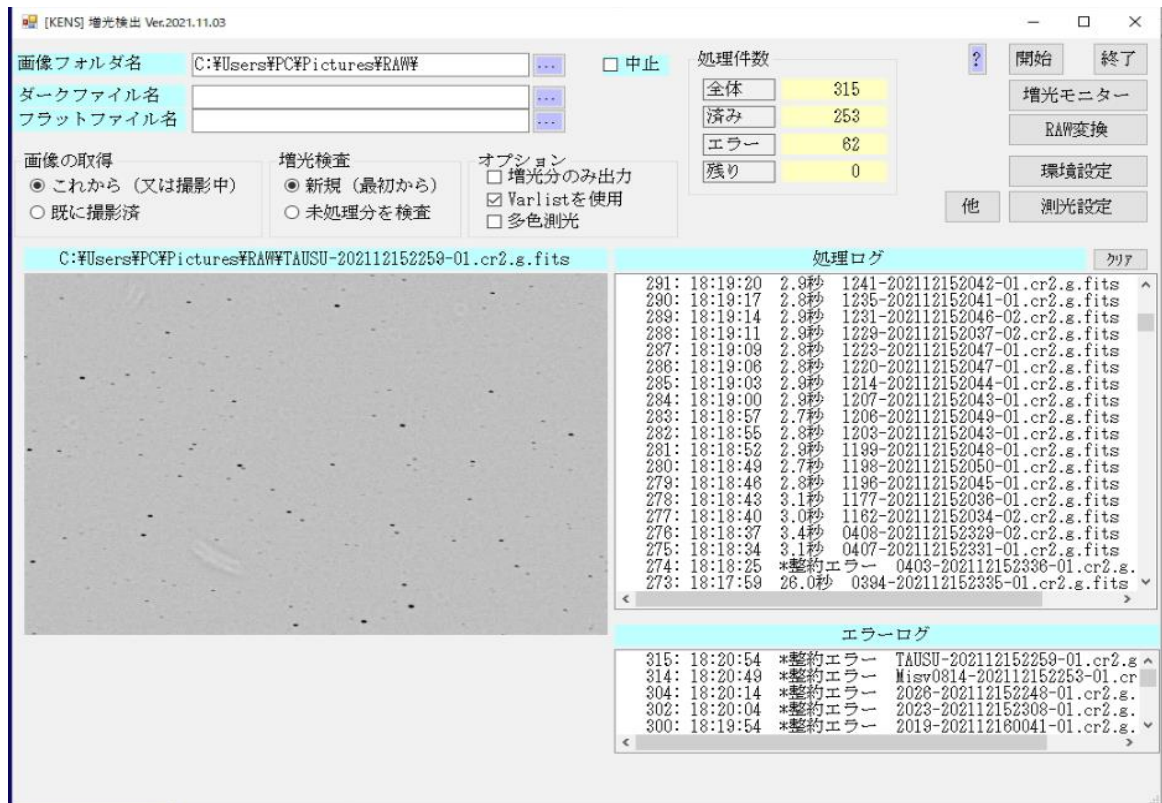 [KENS] 増光検出 Ver.2021.11.03
画像フォルダ名 C:¥Users¥PC¥Pictures¥RAW¥ ... 中止
ダークファイル名 ...
フラットファイル名 ...
処理件数
全体 315
済み 253
エラー 62
残り 0
? 開始 終了
増光モニター
RAW変換
環境設定
他 測光設定
画像の取得
これから (又は撮影中)
既に撮影済
増光検査
新規 (最初から)
未処理分を検査
オプション
増光分のみ出力
Varlistを使用
多色測光
C:¥Users¥PC¥Pictures¥RAW¥TAUSU-202112152259-01.cr2.g.fits
処理ログ クリア
291: 18:19:20 2.9秒 1241-202112152042-01.cr2.g.fits
290: 18:19:17 2.8秒 1235-202112152041-01.cr2.g.fits
289: 18:19:14 2.9秒 1231-202112152046-02.cr2.g.fits
288: 18:19:11 2.9秒 1229-202112152037-02.cr2.g.fits
287: 18:19:09 2.8秒 1223-202112152047-01.cr2.g.fits
286: 18:19:06 2.8秒 1220-202112152047-01.cr2.g.fits
285: 18:19:03 2.9秒 1214-202112152044-01.cr2.g.fits
284: 18:19:00 2.9秒 1207-202112152043-01.cr2.g.fits
283: 18:18:57 2.7秒 1206-202112152049-01.cr2.g.fits
282: 18:18:55 2.8秒 1203-202112152043-01.cr2.g.fits
281: 18:18:52 2.9秒 1199-202112152048-01.cr2.g.fits
280: 18:18:49 2.7秒 1198-202112152050-01.cr2.g.fits
279: 18:18:46 2.8秒 1196-202112152045-01.cr2.g.fits
278: 18:18:43 3.1秒 1177-202112152036-01.cr2.g.fits
277: 18:18:40 3.0秒 1162-202112152034-02.cr2.g.fits
276: 18:18:37 3.4秒 0408-202112152329-02.cr2.g.fits
275: 18:18:34 3.1秒 0407-202112152331-01.cr2.g.fits
274: 18:18:25 *整約エラー 0403-202112152336-01.cr2.g.
273: 18:17:59 26.0秒 0394-202112152335-01.cr2.g.fits
エラーログ
315: 18:20:54 *整約エラー TAUSU-202112152259-01.cr2.g
314: 18:20:49 *整約エラー Misv0814-202112152253-01.cr
304: 18:20:14 *整約エラー 2026-202112152248-01.cr2.g.
302: 18:20:04 *整約エラー 2023-202112152308-01.cr2.g.
300: 18:19:54 *整約エラー 2019-202112160041-01.cr2.g.